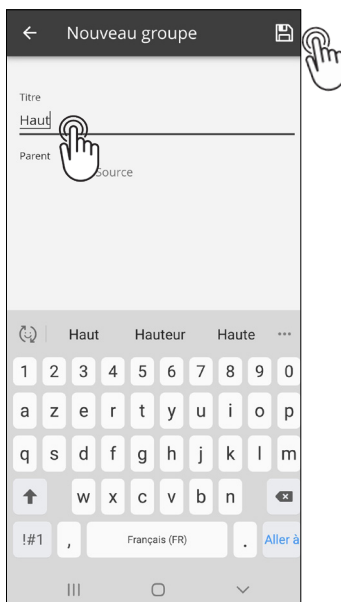 Nouveau groupe
Titre
Haut
Parent
Source
Haut Hauteur Haute
1 2 3 4 5 6 7 8 9 0
a z e r t y u i o p
q s d f g h j k l m
w x c v b n
!#1 , Français (FR) . Aller à